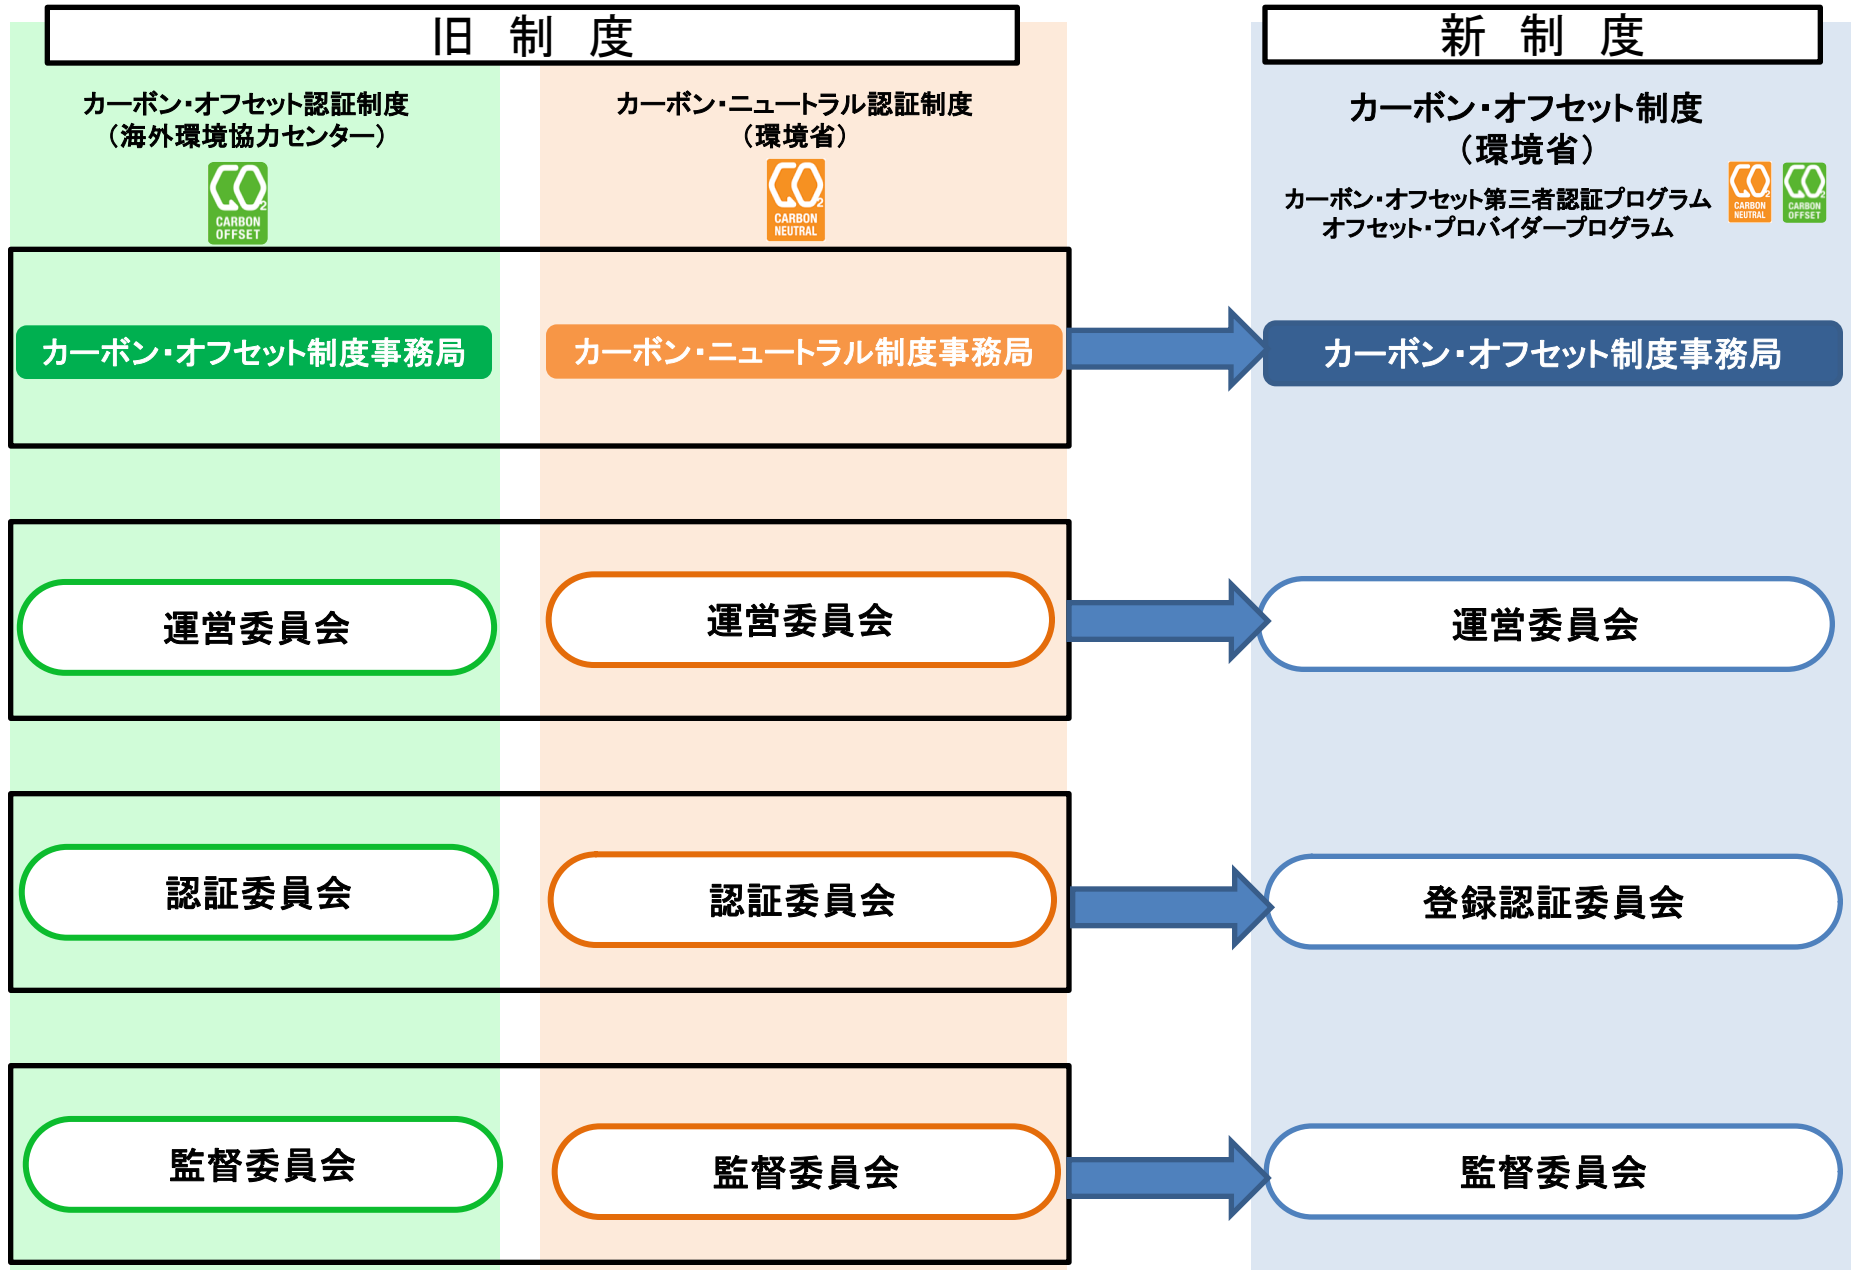 旧 制 度
新 制 度
カーボン・オフセット認証制度
（海外環境協力センター）
CO2
CARBON
OFFSET
カーボン・ニュートラル認証制度
（環境省）
CO2
CARBON
NEUTRAL
カーボン・オフセット制度
（環境省）
カーボン・オフセット第三者認証プログラム
オフセット・プロバイダープログラム
CO2
CARBON
NEUTRAL
CO2
CARBON
OFFSET
カーボン・オフセット制度事務局
カーボン・ニュートラル制度事務局
カーボン・オフセット制度事務局
運営委員会
運営委員会
運営委員会
認証委員会
認証委員会
登録認証委員会
監督委員会
監督委員会
監督委員会